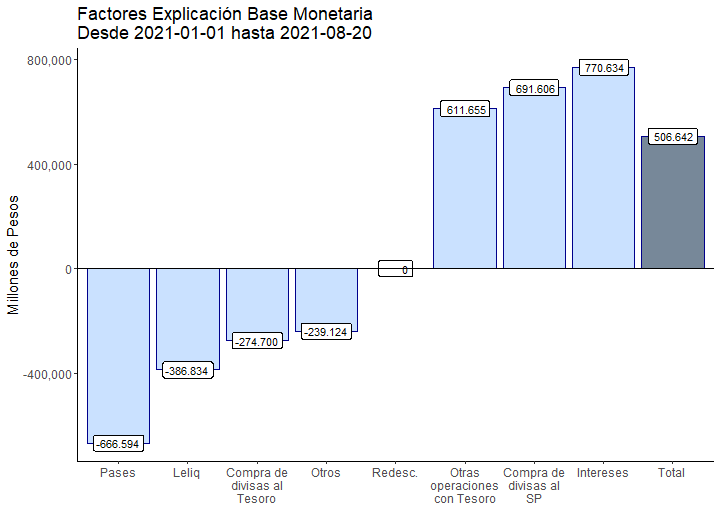 Factores Explicación Base Monetaria
Desde 2021-01-01 hasta 2021-08-20
Millones de Pesos
800,000
400,000
0
-400,000
-666.594
-386.834
-274.700
-239.124
0
611.655
691.606
770.634
506.642
Pases
Leliq
Compra de
divisas al
Tesoro
Otros
Redesc.
Otras
operaciones
con Tesoro
Compra de
divisas al
SP
Intereses
Total